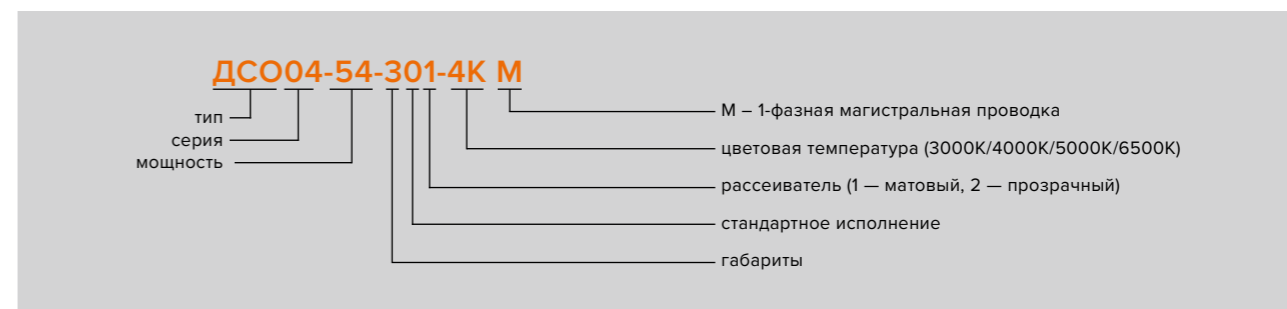 ДСО04-54-301-4К М
тип
серия
мощность
М – 1-фазная магистральная проводка
цветовая температура (3000К/4000К/5000К/6500К)
рассеиватель (1 — матовый, 2 — прозрачный)
стандартное исполнение
габариты